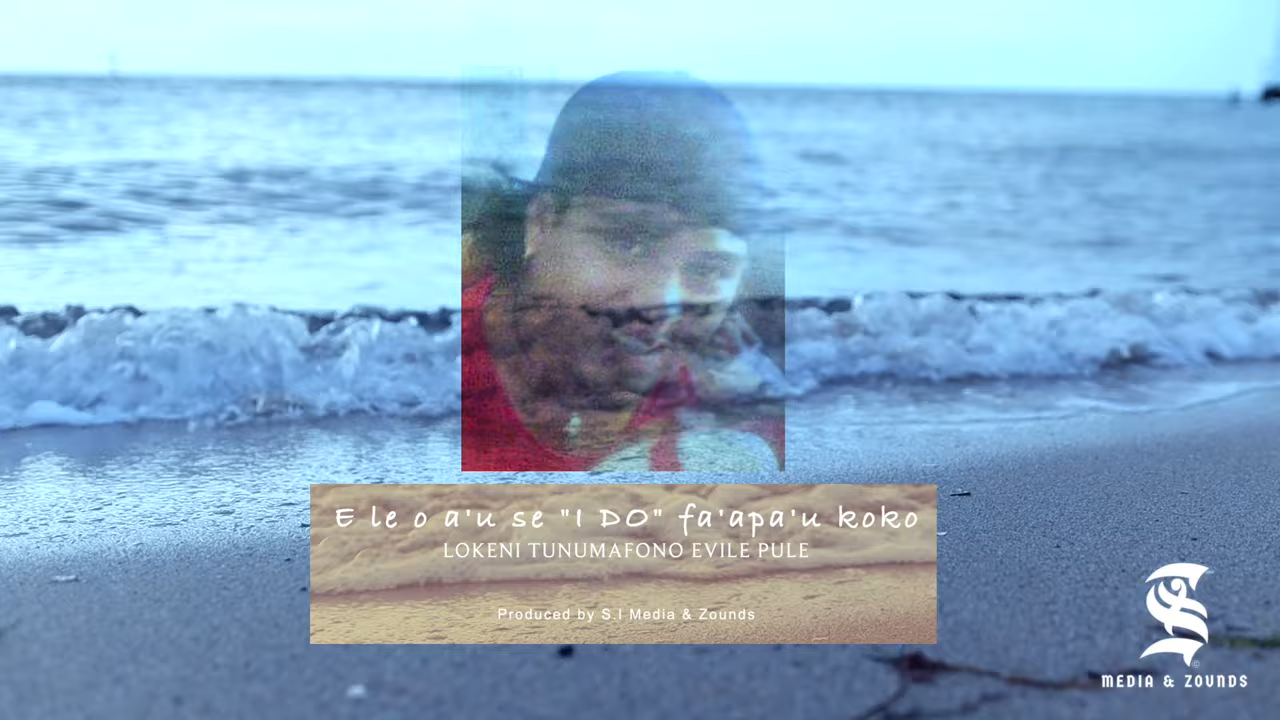 E le o a'u se "I DO" fa'apa'u koko
LOKENI TUNUMAFONO EVILE PULE
Produced by S.I Media & Zounds
MEDIA & ZOUNDS